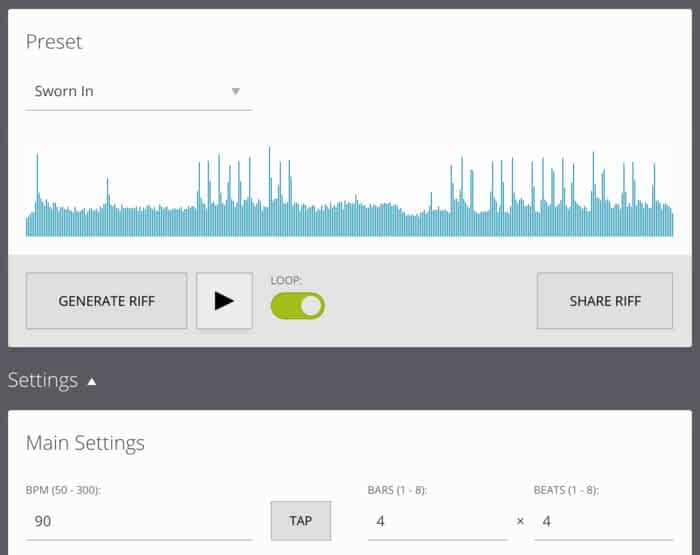 Preset
Sworn In
GENERATE RIFF
LOOP:
SHARE RIFF
Settings
Main Settings
BPM (50 - 300):
BARS (1 - 8):
BEATS (1 - 8):
90
TAP
4
×
4